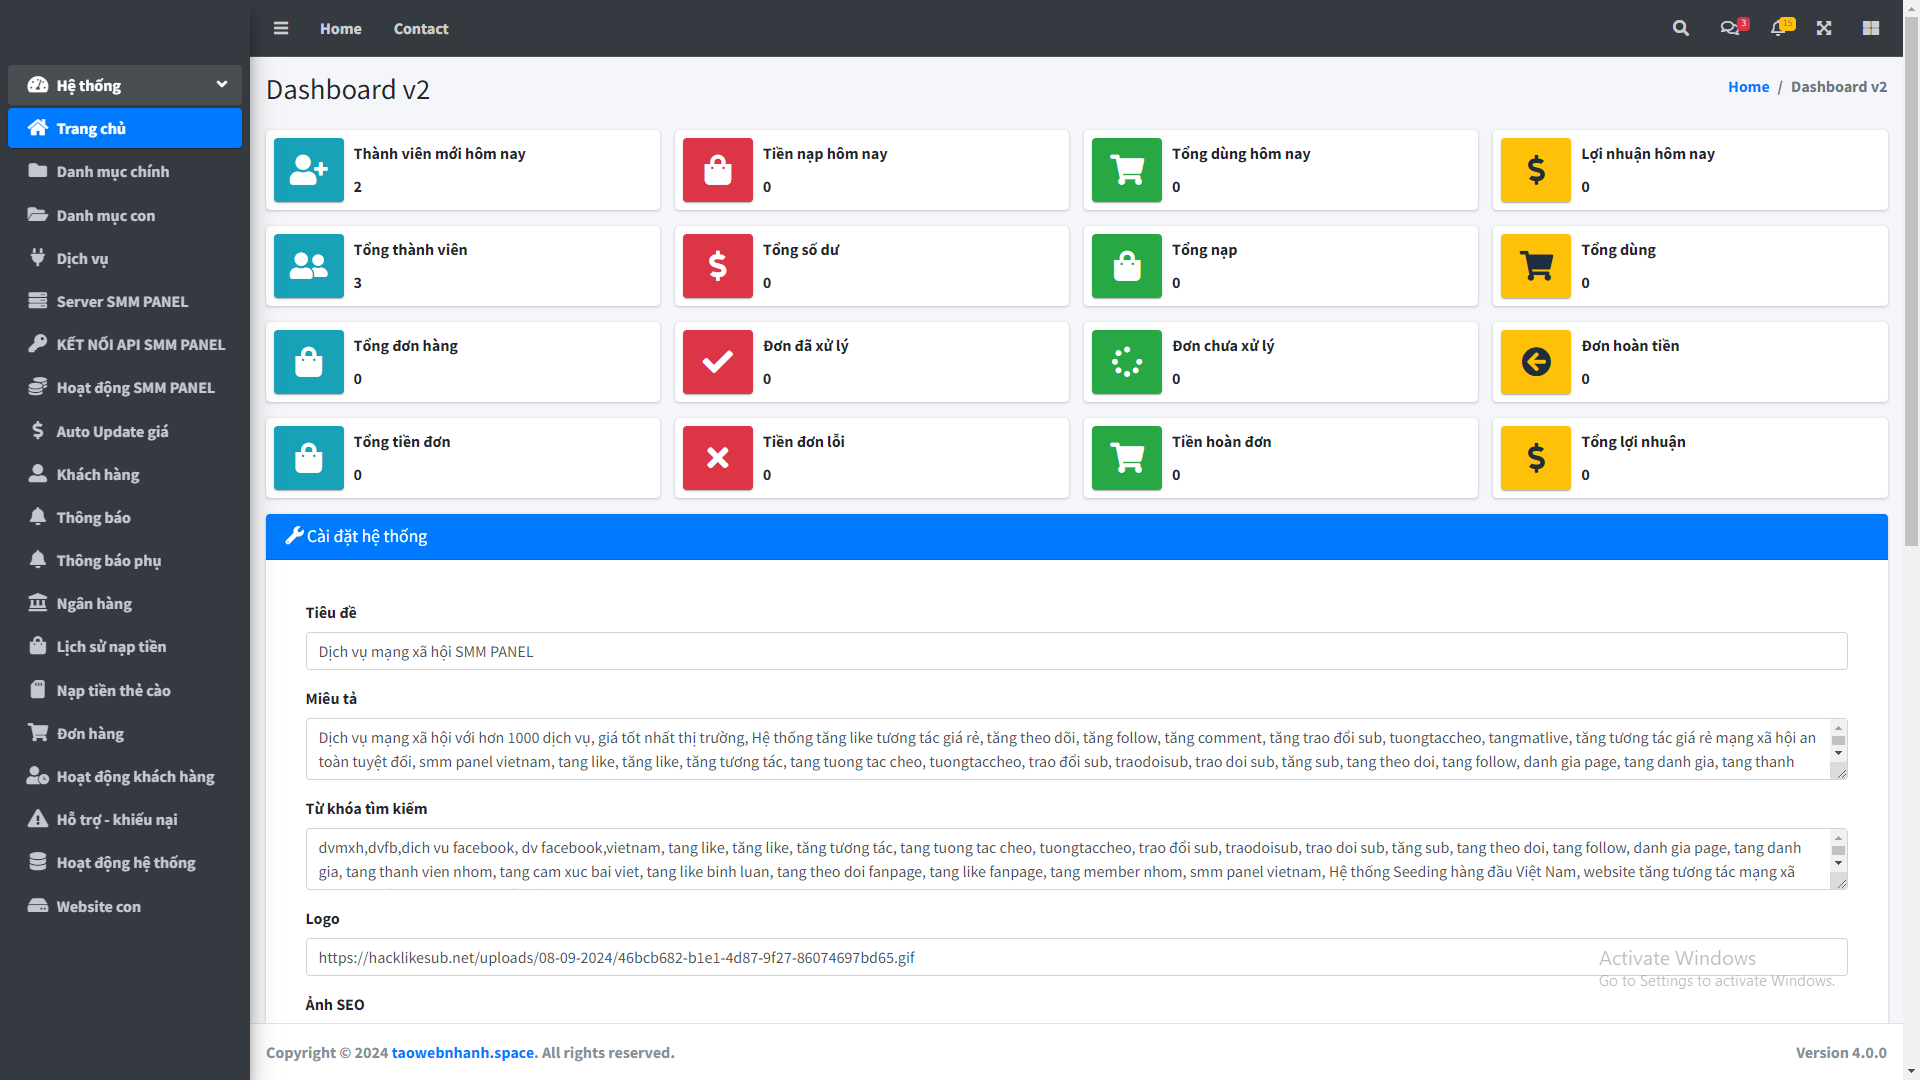 Home
Contact
3
15
Hệ thống
Trang chủ
Danh mục chính
Danh mục con
Dịch vụ
Server SMM PANEL
KẾT NỐI API SMM PANEL
Hoạt động SMM PANEL
Auto Update giá
Khách hàng
Thông báo
Thông báo phụ
Ngân hàng
Lịch sử nạp tiền
Nạp tiền thẻ cào
Đơn hàng
Hoạt động khách hàng
Hỗ trợ - khiếu nại
Hoạt động hệ thống
Website con
Dashboard v2
Home / Dashboard v2
Thành viên mới hôm nay
2
Tiền nạp hôm nay
0
Tổng dùng hôm nay
0
Lợi nhuận hôm nay
0
Tổng thành viên
3
Tổng số dư
0
Tổng nạp
0
Tổng dùng
0
Tổng đơn hàng
0
Đơn đã xử lý
0
Đơn chưa xử lý
0
Đơn hoàn tiền
0
Tổng tiền đơn
0
Tiền đơn lỗi
0
Tiền hoàn đơn
0
Tổng lợi nhuận
0
Cài đặt hệ thống
Tiêu đề
Dịch vụ mạng xã hội SMM PANEL
Miêu tả
Dịch vụ mạng xã hội với hơn 1000 dịch vụ, giá tốt nhất thị trường, Hệ thống tăng like tương tác giá rẻ, tăng theo dõi, tăng follow, tăng comment, tăng trao đổi sub, tuongtaccheo, tangmatlive, tăng tương tác giá rẻ mạng xã hội an
toàn tuyệt đối, smm panel vietnam, tang like, tăng like, tăng tương tác, tang tuong tac cheo, tuongtaccheo, trao đổi sub, traodoisub, trao doi sub, tăng sub, tang theo doi, tang follow, danh gia page, tang danh gia, tang thanh
Từ khóa tìm kiếm
dvmxh,dvfb,dich vu facebook, dv facebook,vietnam, tang like, tăng like, tăng tương tác, tang tuong tac cheo, tuongtaccheo, trao đổi sub, traodoisub, trao doi sub, tăng sub, tang theo doi, tang follow, danh gia page, tang danh
gia, tang thanh vien nhom, tang cam xuc bai viet, tang like binh luan, tang theo doi fanpage, tang like fanpage, tang member nhom, smm panel vietnam, Hệ thống Seeding hàng đầu Việt Nam, website tăng tương tác mạng xã
Logo
https://hacklikesub.net/uploads/08-09-2024/46bcb682-b1e1-4d87-9f27-86074697bd65.gif
Ảnh SEO
Activate Windows
Go to Settings to activate Windows.
Copyright © 2024 taowebnhanh.space. All rights reserved.
Version 4.0.0